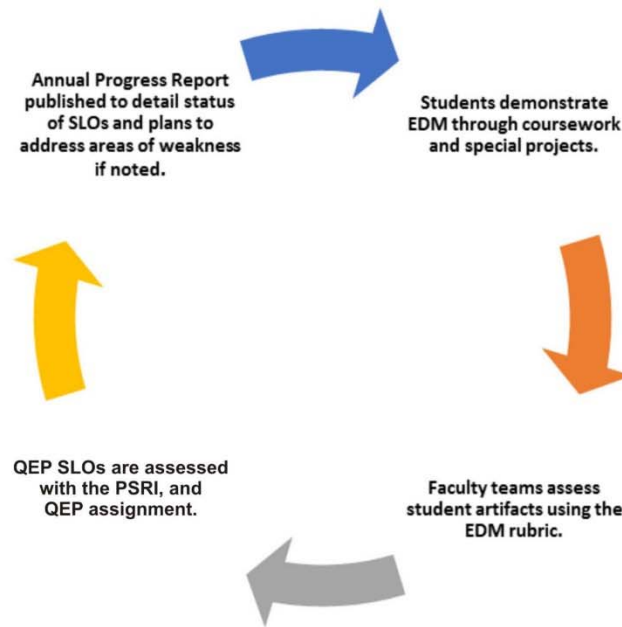 Annual Progress Report
published to detail status
of SLOs and plans to
address areas of weakness
if noted.
Students demonstrate
EDM through coursework
and special projects.
QEP SLOs are assessed
with the PSRI, and
QEP assignment.
Faculty teams assess
student artifacts using the
EDM rubric.